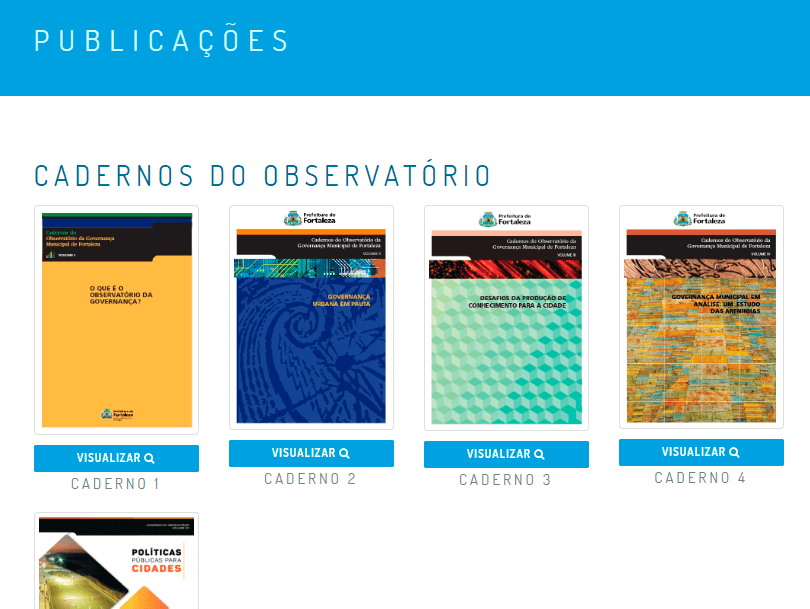 PUBLICAÇÕES
CADERNOS DO OBSERVATÓRIO
Cadernos do
Observatório da Governança
Municipal de Fortaleza
VOLUME I
O QUE É O
OBSERVATÓRIO DA
GOVERNANÇA?
Prefeitura de
Fortaleza
VISUALIZAR
CADERNO 1
Prefeitura de
Fortaleza
Cadernos do Observatório da
Governança Municipal de Fortaleza
VOLUME II
GOVERNANÇA
URBANA EM PAUTA
VISUALIZAR
CADERNO 2
Prefeitura de
Fortaleza
Cadernos do Observatório da
Governança Municipal de Fortaleza
VOLUME III
DESAFIOS DA PRODUÇÃO DE
CONHECIMENTO PARA A CIDADE
VISUALIZAR
CADERNO 3
Prefeitura de
Fortaleza
Cadernos do Observatório da
Governança Municipal de Fortaleza
VOLUME IV
GOVERNANÇA MUNICIPAL EM
ANÁLISE: UM ESTUDO
DAS ARENINHAS
VISUALIZAR
CADERNO 4
POLÍTICAS
PÚBLICAS PARA
CIDADES